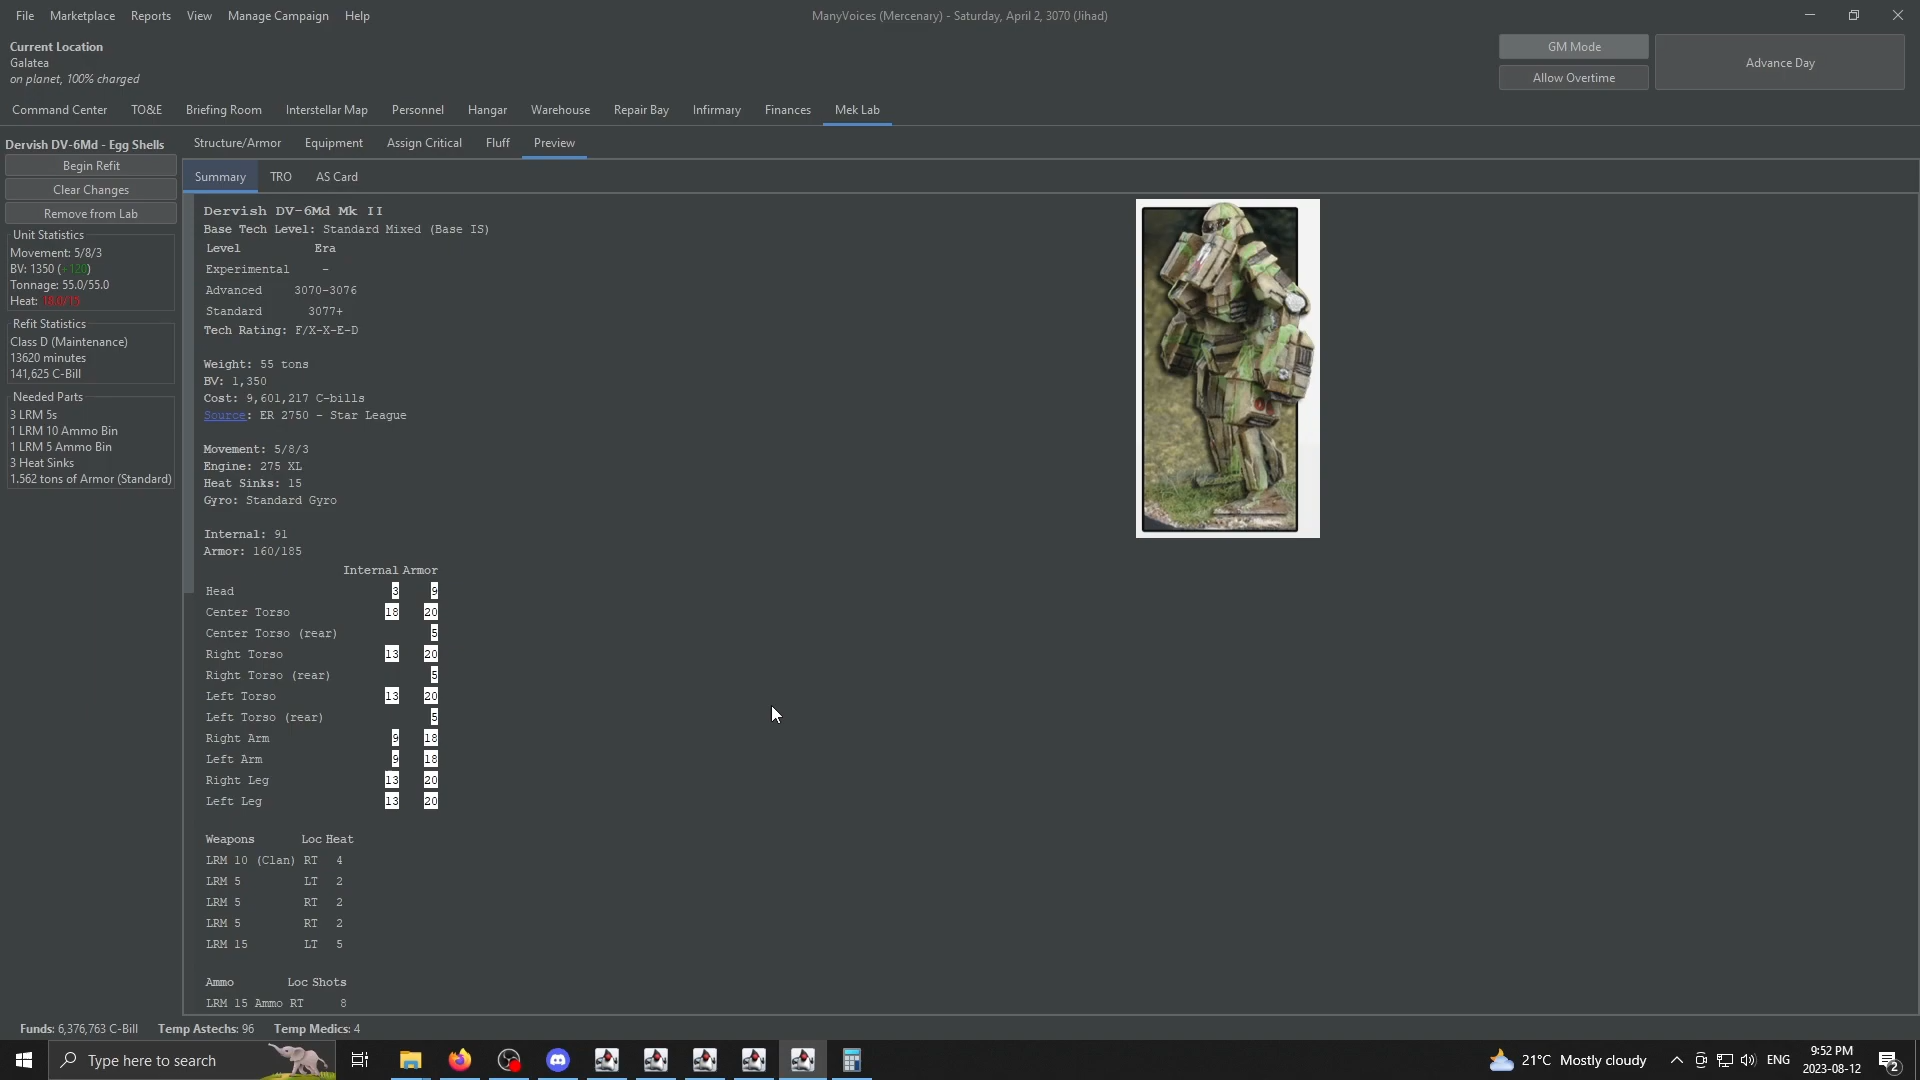 File Marketplace Reports View Manage Campaign Help
ManyVoices (Mercenary) - Saturday, April 2, 3070 (Jihad)
Current Location
Galatea
on planet, 100% charged
GM Mode
Allow Overtime
Advance Day
Command Center TO&E Briefing Room Interstellar Map Personnel Hangar Warehouse Repair Bay Infirmary Finances Mek Lab
Dervish DV-6Md - Egg Shells
Begin Refit
Clear Changes
Remove from Lab
Unit Statistics
Movement: 5/8/3
BV: 1350 (+120)
Tonnage: 55.0/55.0
Heat: 18.0/15
Refit Statistics
Class D (Maintenance)
13620 minutes
141,625 C-Bill
Needed Parts
3 LRM 5s
1 LRM 10 Ammo Bin
1 LRM 5 Ammo Bin
3 Heat Sinks
1.562 tons of Armor (Standard)
Structure/Armor Equipment Assign Critical Fluff Preview
Summary TRO AS Card
Dervish DV-6Md Mk II
Base Tech Level: Standard Mixed (Base IS)
Level Era
Experimental -
Advanced 3070-3076
Standard 3077+
Tech Rating: F/X-X-E-D
Weight: 55 tons
BV: 1,350
Cost: 9,601,217 C-bills
Source: ER 2750 - Star League
Movement: 5/8/3
Engine: 275 XL
Heat Sinks: 15
Gyro: Standard Gyro
Internal: 91
Armor: 160/185
Internal Armor
Head 3 9
Center Torso 18 20
Center Torso (rear) 5
Right Torso 13 20
Right Torso (rear) 5
Left Torso 13 20
Left Torso (rear) 5
Right Arm 9 18
Left Arm 9 18
Right Leg 13 20
Left Leg 13 20
Weapons Loc Heat
LRM 10 (Clan) RT 4
LRM 5 LT 2
LRM 5 RT 2
LRM 5 RT 2
LRM 15 LT 5
Ammo Loc Shots
LRM 15 Ammo RT 8
Funds: 6,376,763 C-Bill Temp Astechs: 96 Temp Medics: 4
Type here to search
21°C Mostly cloudy
ENG
9:52 PM
2023-08-12
2